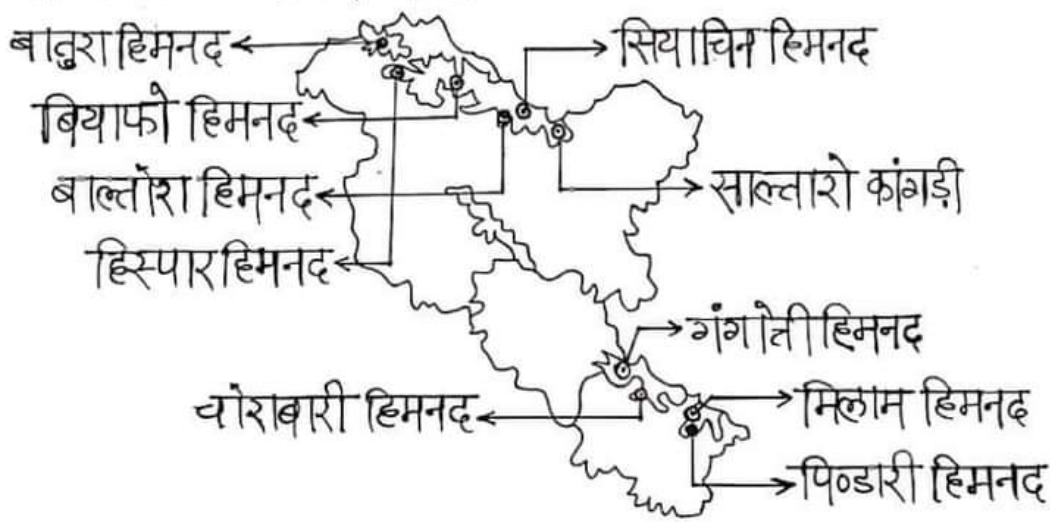 बातुरा हिमनद
सियाचिन हिमनद
बियाफो हिमनद
बाल्तोरा हिमनद
साल्तारो कांगड़ी
हिस्पार हिमनद
गंगोत्री हिमनद
चोराबारी हिमनद
मिलाम हिमनद
पिण्डारी हिमनद